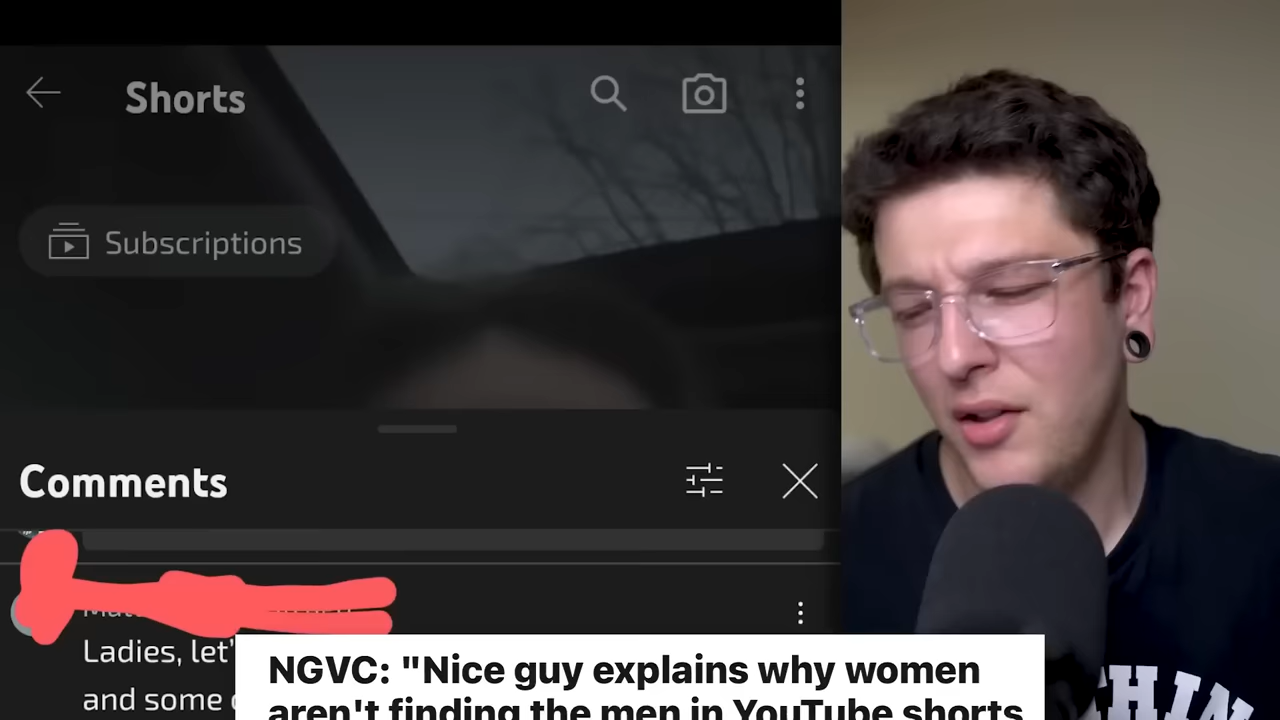 Shorts
Subscriptions
Comments
Ladies, let'
and some
NGVC: "Nice guy explains why women
aren't finding the men in YouTube shorts
THIN